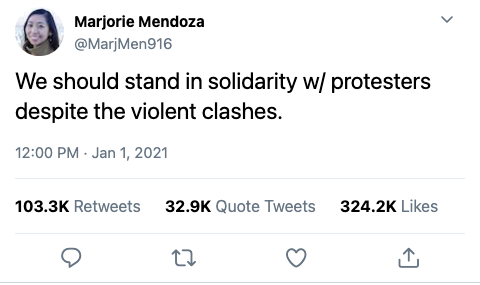 Marjorie Mendoza
@MarjMen916
We should stand in solidarity w/ protesters
despite the violent clashes.
12:00 PM · Jan 1, 2021
103.3K Retweets 32.9K Quote Tweets 324.2K Likes